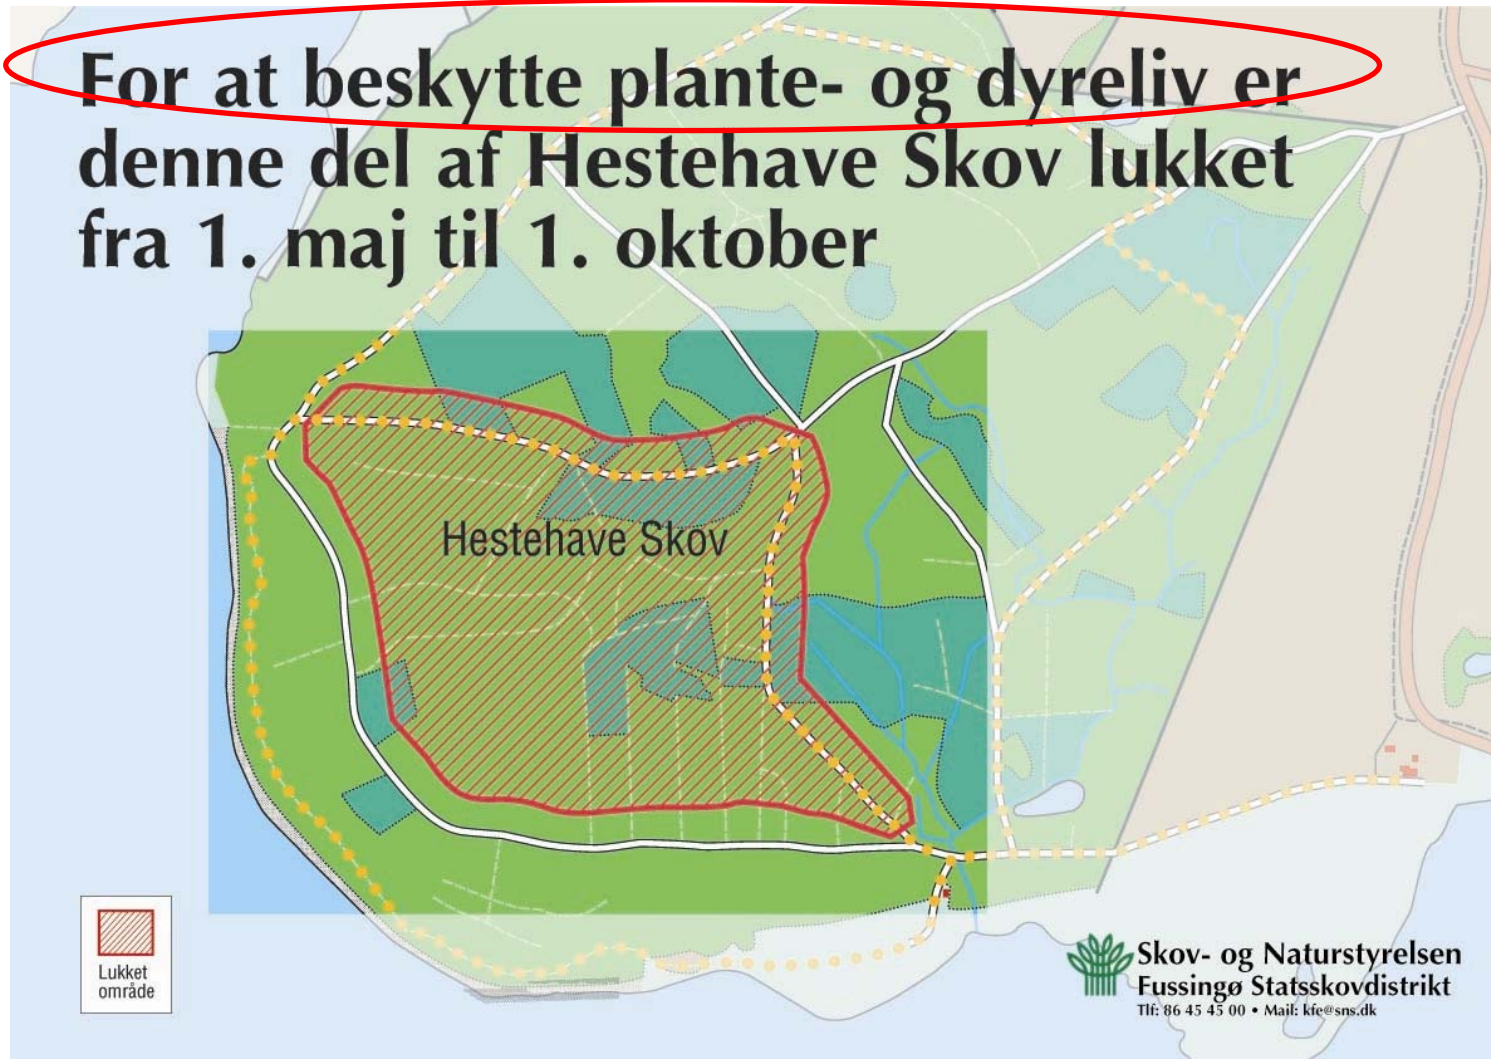 For at beskytte plante- og dyreliv er
denne del af Hestehave Skov lukket
fra 1. maj til 1. oktober
Hestehave Skov
Lukket
område
Skov- og Naturstyrelsen
Fussingø Statsskovdistrikt
Tlf: 86 45 45 00 • Mail: kfe@sns.dk